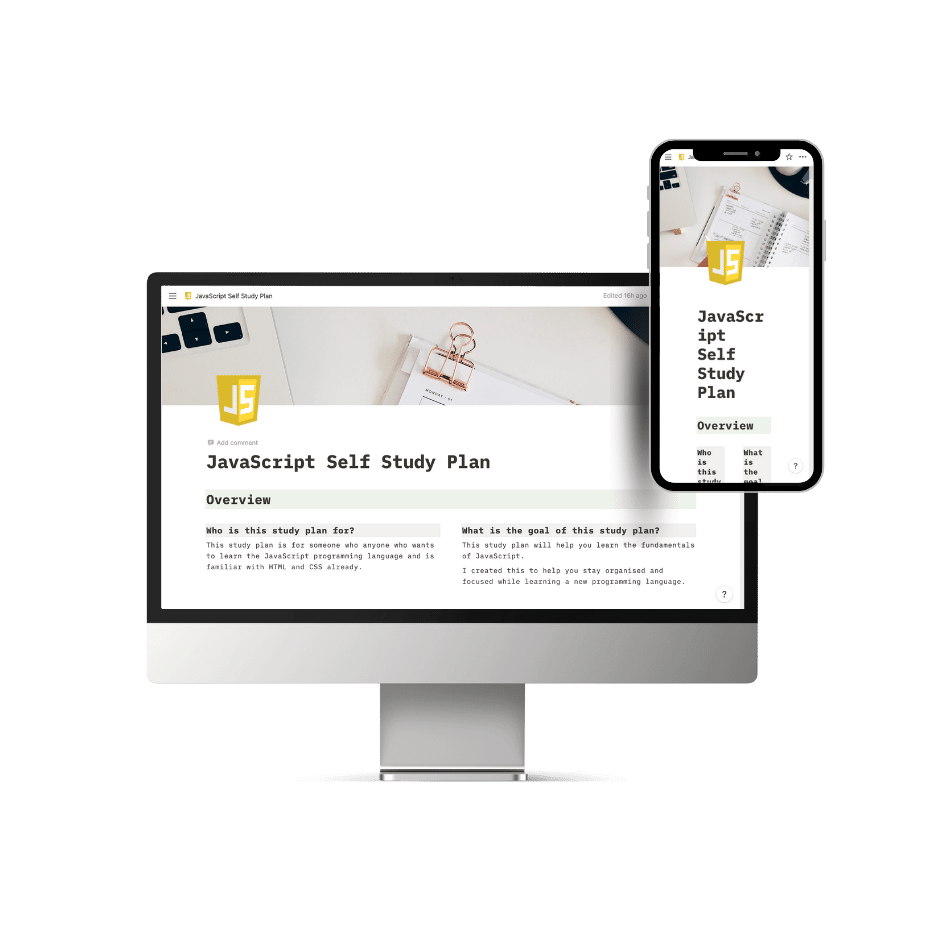 JavaScript Self Study Plan
Edited 16h ago
MONDAY
JS
Add comment
JavaScript Self Study Plan
Overview
Who is this study plan for?
What is the goal of this study plan?
This study plan is for someone who anyone who wants
to learn the JavaScript programming language and is
familiar with HTML and CSS already.
This study plan will help you learn the fundamentals
of JavaScript.
I created this to help you stay organised and
focused while learning a new programming language.
?
JS
JavaScr
ipt
Self
Study
Plan
Overview
Who
is
this
study
What
is
the
goal
?